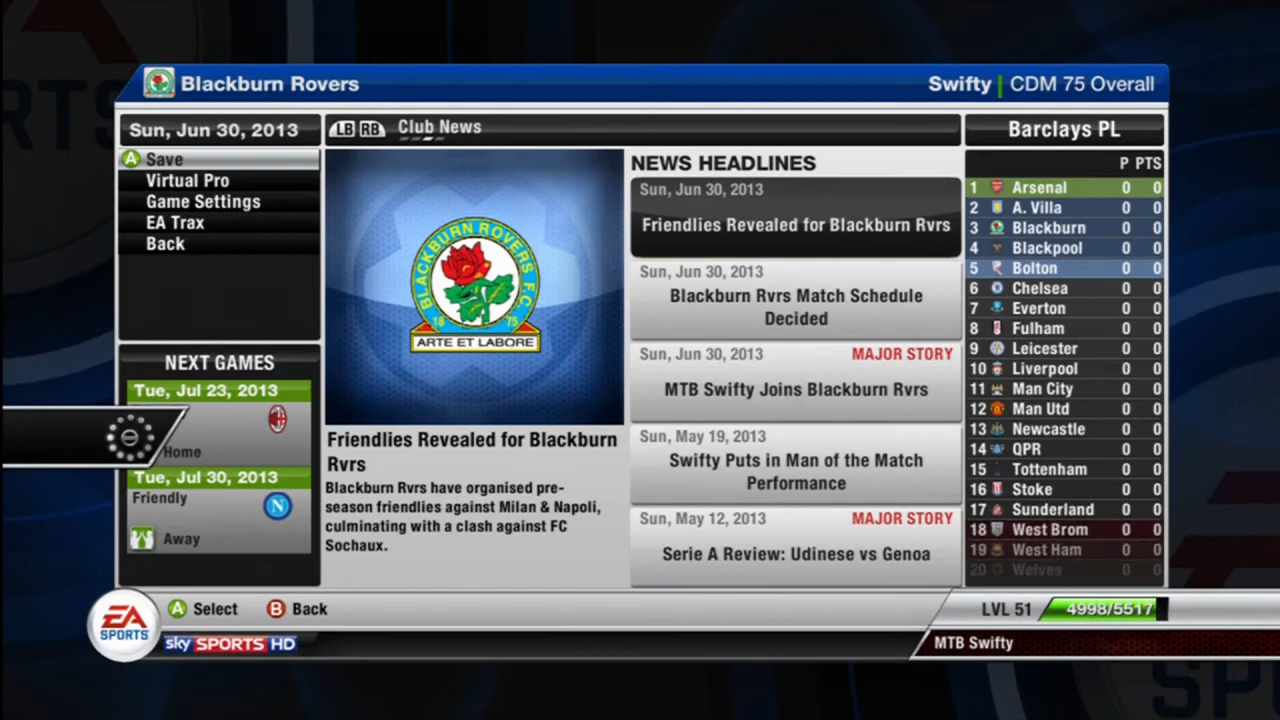 Blackburn Rovers
Swifty | CDM 75 Overall
Sun, Jun 30, 2013
LB RB Club News
Barclays PL
A Save
Virtual Pro
Game Settings
EA Trax
Back
NEXT GAMES
Tue, Jul 23, 2013
Home
Tue, Jul 30, 2013
Friendly
N
Away
BLACKBURN ROVERS F.C.
18 75
ARTE ET LABORE
Friendlies Revealed for Blackburn
Rvrs
Blackburn Rvrs have organised pre-
season friendlies against Milan & Napoli,
culminating with a clash against FC
Sochaux.
NEWS HEADLINES
Sun, Jun 30, 2013
Friendlies Revealed for Blackburn Rvrs
Sun, Jun 30, 2013
Blackburn Rvrs Match Schedule
Decided
Sun, Jun 30, 2013 MAJOR STORY
MTB Swifty Joins Blackburn Rvrs
Sun, May 19, 2013
Swifty Puts in Man of the Match
Performance
Sun, May 12, 2013 MAJOR STORY
Serie A Review: Udinese vs Genoa
P PTS
1 Arsenal 0 0
2 A. Villa 0 0
3 Blackburn 0 0
4 Blackpool 0 0
5 Bolton 0 0
6 Chelsea 0 0
7 Everton 0 0
8 Fulham 0 0
9 Leicester 0 0
10 Liverpool 0 0
11 Man City 0 0
12 Man Utd 0 0
13 Newcastle 0 0
14 QPR 0 0
15 Tottenham 0 0
16 Stoke 0 0
17 Sunderland 0 0
18 West Brom 0 0
19 West Ham 0 0
20 Wolves 0 0
A Select B Back
LVL 51 4998/5517
EA
SPORTS
sky SPORTS HD
MTB Swifty